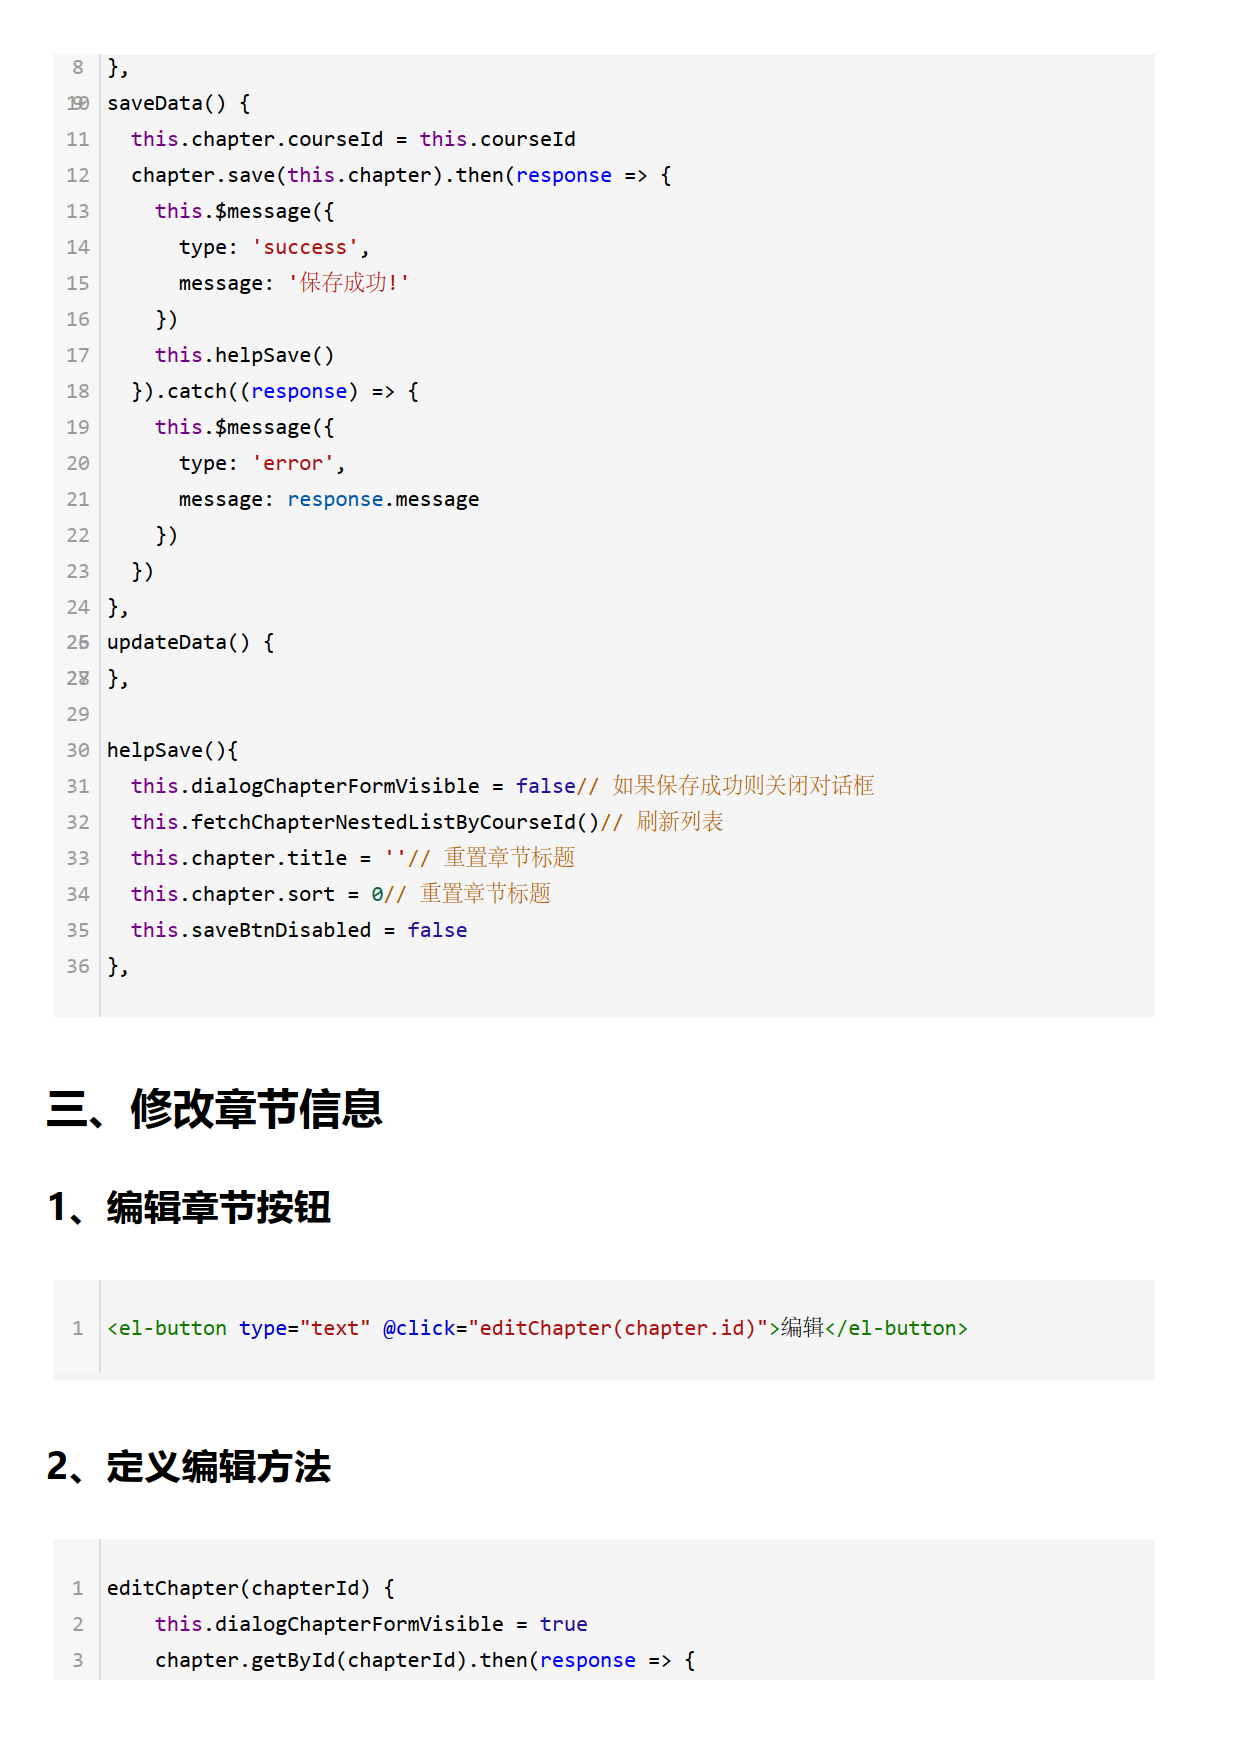 8 },
9
10 saveData() {
11 this.chapter.courseId = this.courseId
12 chapter.save(this.chapter).then(response => {
13 this.$message({
14 type: 'success',
15 message: '保存成功!'
16 })
17 this.helpSave()
18 }).catch((response) => {
19 this.$message({
20 type: 'error',
21 message: response.message
22 })
23 })
24 },
25
26 updateData() {
27
28 },
29
30 helpSave(){
31 this.dialogChapterFormVisible = false// 如果保存成功则关闭对话框
32 this.fetchChapterNestedListByCourseId()// 刷新列表
33 this.chapter.title = ''// 重置章节标题
34 this.chapter.sort = 0// 重置章节标题
35 this.saveBtnDisabled = false
36 },
三、修改章节信息
1、编辑章节按钮
1 <el-button type="text" @click="editChapter(chapter.id)">编辑</el-button>
2、定义编辑方法
1 editChapter(chapterId) {
2 this.dialogChapterFormVisible = true
3 chapter.getById(chapterId).then(response => {